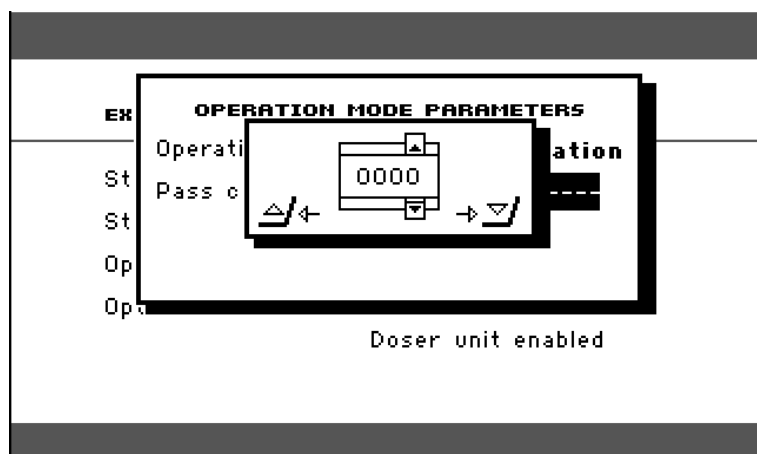 OPERATION MODE PARAMETERS
EX
Operati ation
0000
St
Pass c ----
St
Op
Op
Doser unit enabled